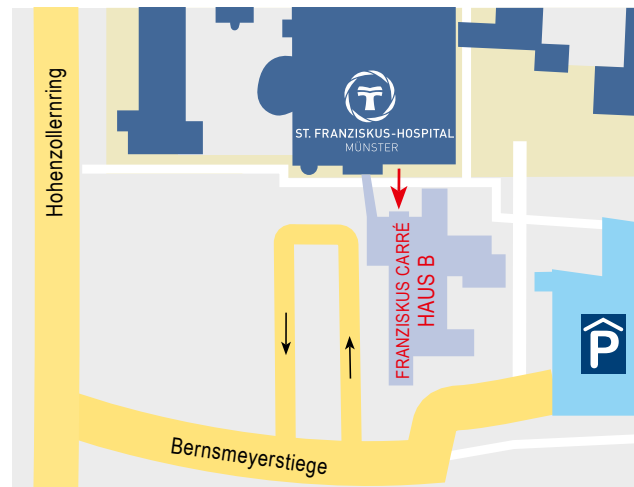 Hohenzollernring
ST. FRANZISKUS-HOSPITAL
MÜNSTER
FRANZISKUS CARRÉ
HAUS B
P
Bernsmeyerstiege